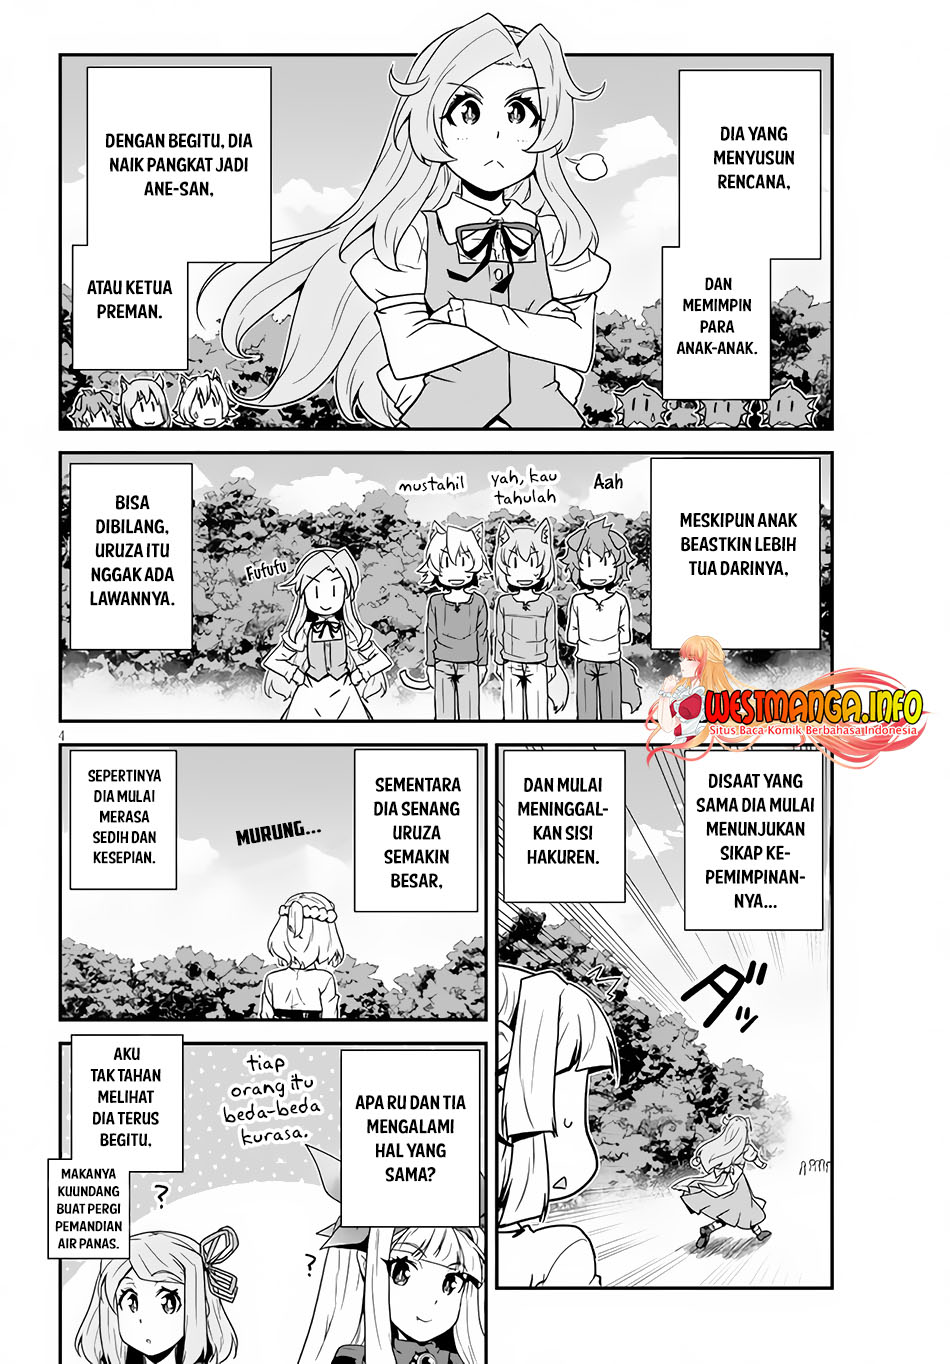 DIA YANG
MENYUSUN
RENCANA,
DAN
MEMIMPIN
PARA
ANAK-ANAK.
DENGAN BEGITU, DIA
NAIK PANGKAT JADI
ANE-SAN,
ATAU KETUA
PREMAN.
MESKIPUN ANAK
BEASTKIN LEBIH
TUA DARINYA,
Aah
yah, kau
tahulah
mustahil
Fufufu
BISA
DIBILANG,
URUZA ITU
NGGAK ADA
LAWANNYA.
WESTMANGA.INFO
Situs Baca Komik Berbahasa Indonesia
4
DISAAT YANG
SAMA DIA MULAI
MENUNJUKAN
SIKAP KE-
PEMIMPINAN-
NYA...
DAN MULAI
MENINGGAL-
KAN SISI
HAKUREN.
ダッ
SEMENTARA
DIA SENANG
URUZA
SEMAKIN
BESAR,
MURUNG...
SEPERTINYA
DIA MULAI
MERASA
SEDIH DAN
KESEPIAN.
APA RU DAN TIA
MENGALAMI
HAL YANG
SAMA?
tiap
orang itu
beda-beda
kurasa.
?
?
AKU
TAK TAHAN
MELIHAT
DIA TERUS
BEGITU,
MAKANYA
KUUNDANG
BUAT PERGI
PEMANDIAN
AIR PANAS.